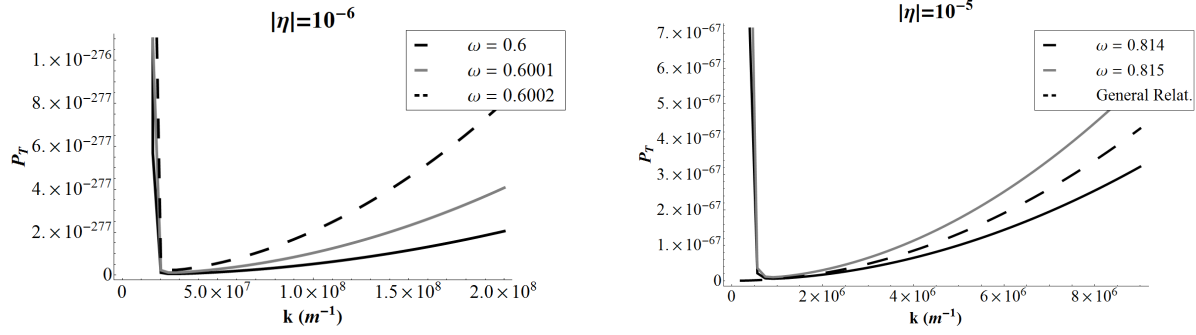 |η|=10⁻⁶
1. × 10⁻²⁷⁶
8. × 10⁻²⁷⁷
6. × 10⁻²⁷⁷
4. × 10⁻²⁷⁷
2. × 10⁻²⁷⁷
0
P_T
ω = 0.6
ω = 0.6001
ω = 0.6002
0
5.0 × 10⁷
1.0 × 10⁸
1.5 × 10⁸
2.0 × 10⁸
k (m⁻¹)
|η|=10⁻⁵
7. × 10⁻⁶⁷
6. × 10⁻⁶⁷
5. × 10⁻⁶⁷
4. × 10⁻⁶⁷
3. × 10⁻⁶⁷
2. × 10⁻⁶⁷
1. × 10⁻⁶⁷
0
P_T
ω = 0.814
ω = 0.815
General Relat.
0
2 × 10⁶
4 × 10⁶
6 × 10⁶
8 × 10⁶
k (m⁻¹)